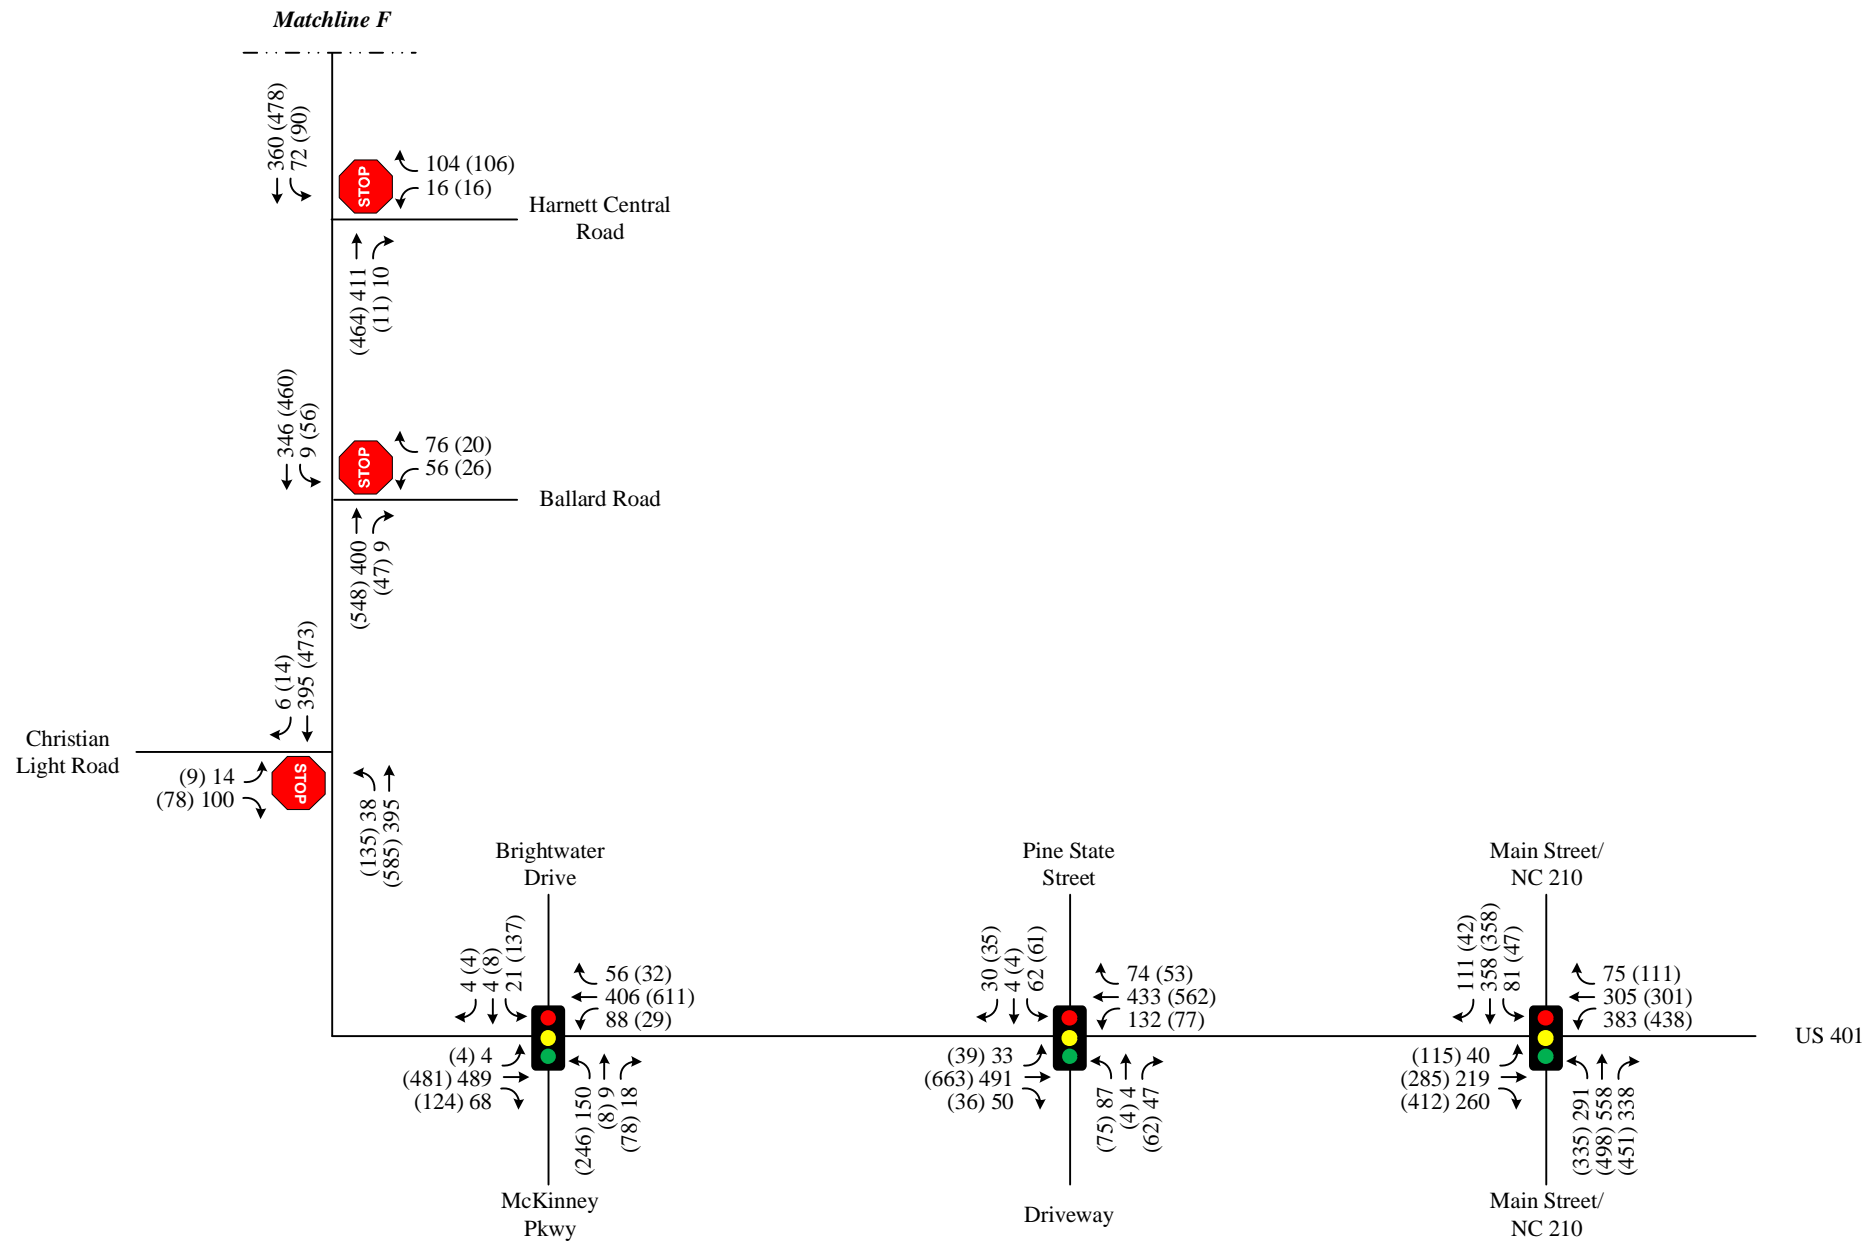 Matchline F
360 (478)
72 (90)
STOP
104 (106)
16 (16)
Harnett Central
Road
(464) 411
(11) 10
346 (460)
9 (56)
STOP
76 (20)
56 (26)
Ballard Road
(548) 400
(47) 9
6 (14)
395 (473)
Christian
Light Road
STOP
(9) 14
(78) 100
(135) 38
(585) 395
Brightwater
Drive
4 (4)
4 (8)
21 (137)
56 (32)
406 (611)
88 (29)
(4) 4
(481) 489
(124) 68
(246) 150
(8) 9
(78) 18
McKinney
Pkwy
Pine State
Street
30 (35)
4 (4)
62 (61)
74 (53)
433 (562)
132 (77)
(39) 33
(663) 491
(36) 50
(75) 87
(4) 4
(62) 47
Driveway
Main Street/
NC 210
111 (42)
358 (358)
81 (47)
75 (111)
305 (301)
383 (438)
US 401
(115) 40
(285) 219
(412) 260
(335) 291
(498) 558
(451) 338
Main Street/
NC 210